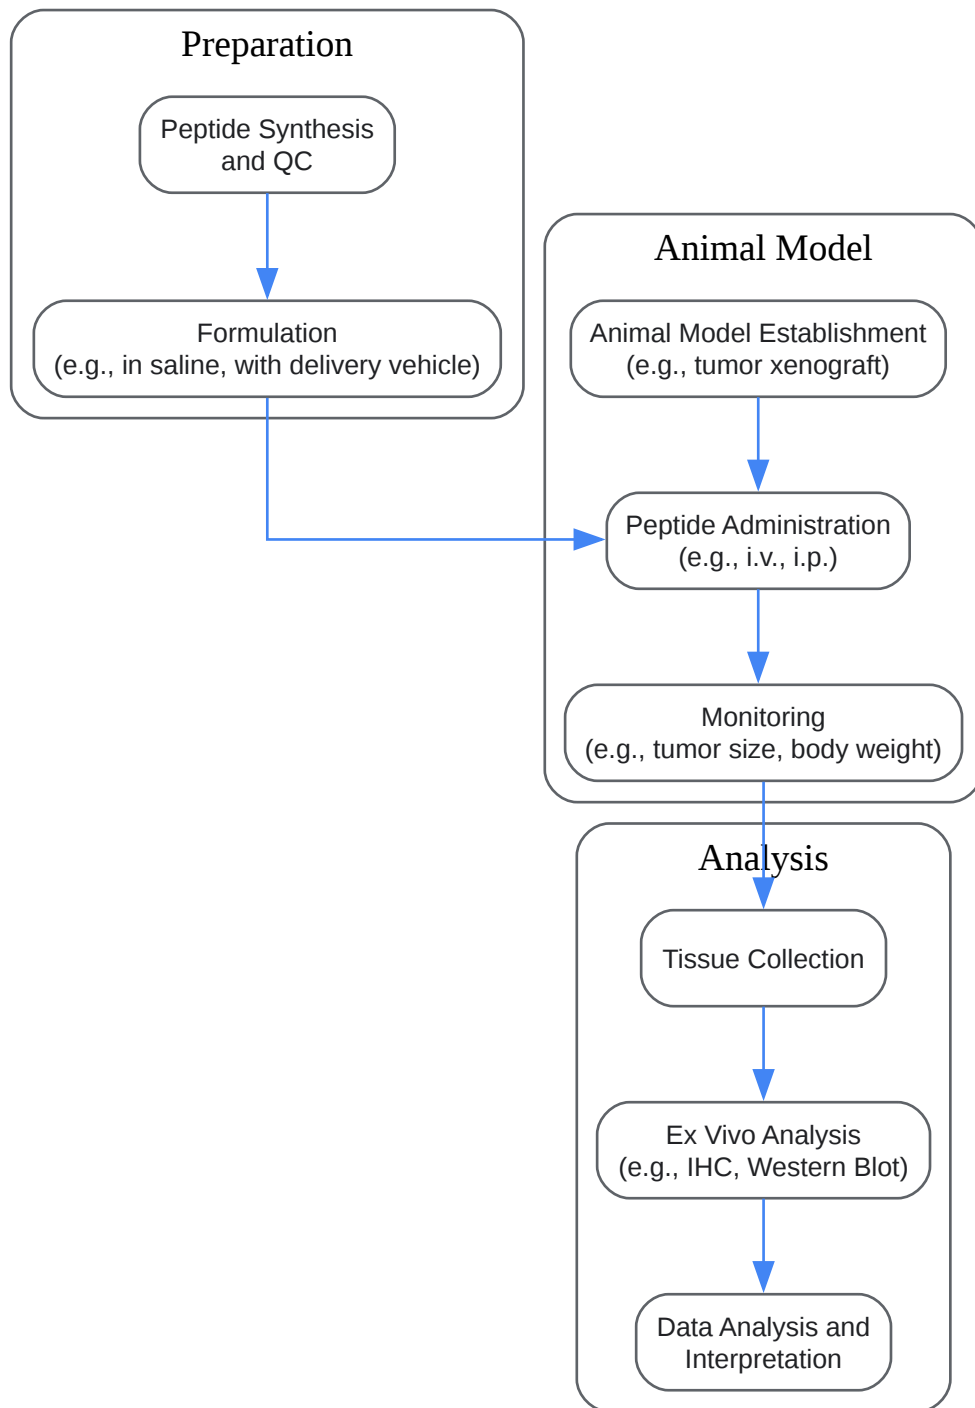 Preparation
Peptide Synthesis
and QC
Formulation
(e.g., in saline, with delivery vehicle)
Animal Model
Animal Model Establishment
(e.g., tumor xenograft)
Peptide Administration
(e.g., i.v., i.p.)
Monitoring
(e.g., tumor size, body weight)
Analysis
Tissue Collection
Ex Vivo Analysis
(e.g., IHC, Western Blot)
Data Analysis and
Interpretation